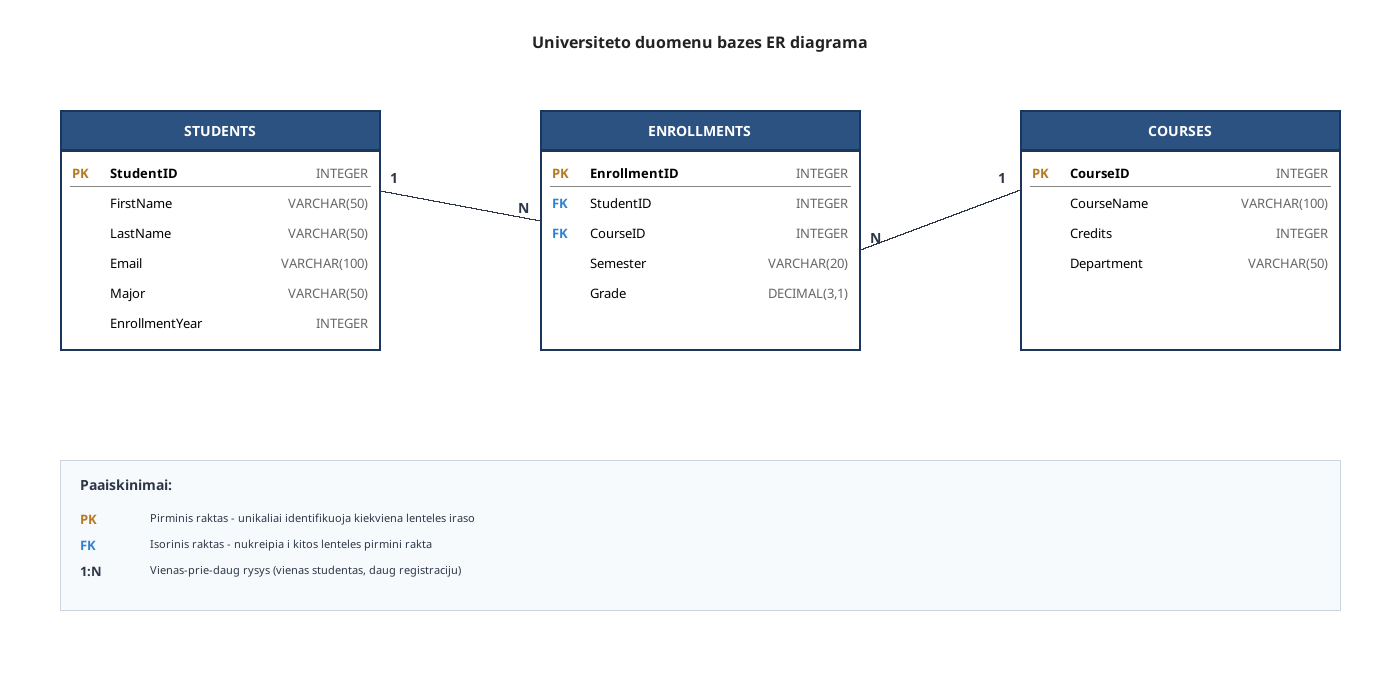 Universiteto duomenu bazes ER diagrama
STUDENTS
PK StudentID INTEGER
FirstName VARCHAR(50)
LastName VARCHAR(50)
Email VARCHAR(100)
Major VARCHAR(50)
EnrollmentYear INTEGER
1
N
ENROLLMENTS
PK EnrollmentID INTEGER
FK StudentID INTEGER
FK CourseID INTEGER
Semester VARCHAR(20)
Grade DECIMAL(3,1)
N
1
COURSES
PK CourseID INTEGER
CourseName VARCHAR(100)
Credits INTEGER
Department VARCHAR(50)
Paaiskinimai:
PK Pirminis raktas - unikaliai identifikuoja kiekviena lenteles iraso
FK Isorinis raktas - nukreipia i kitos lenteles pirmini rakta
1:N Vienas-prie-daug rysys (vienas studentas, daug registraciju)